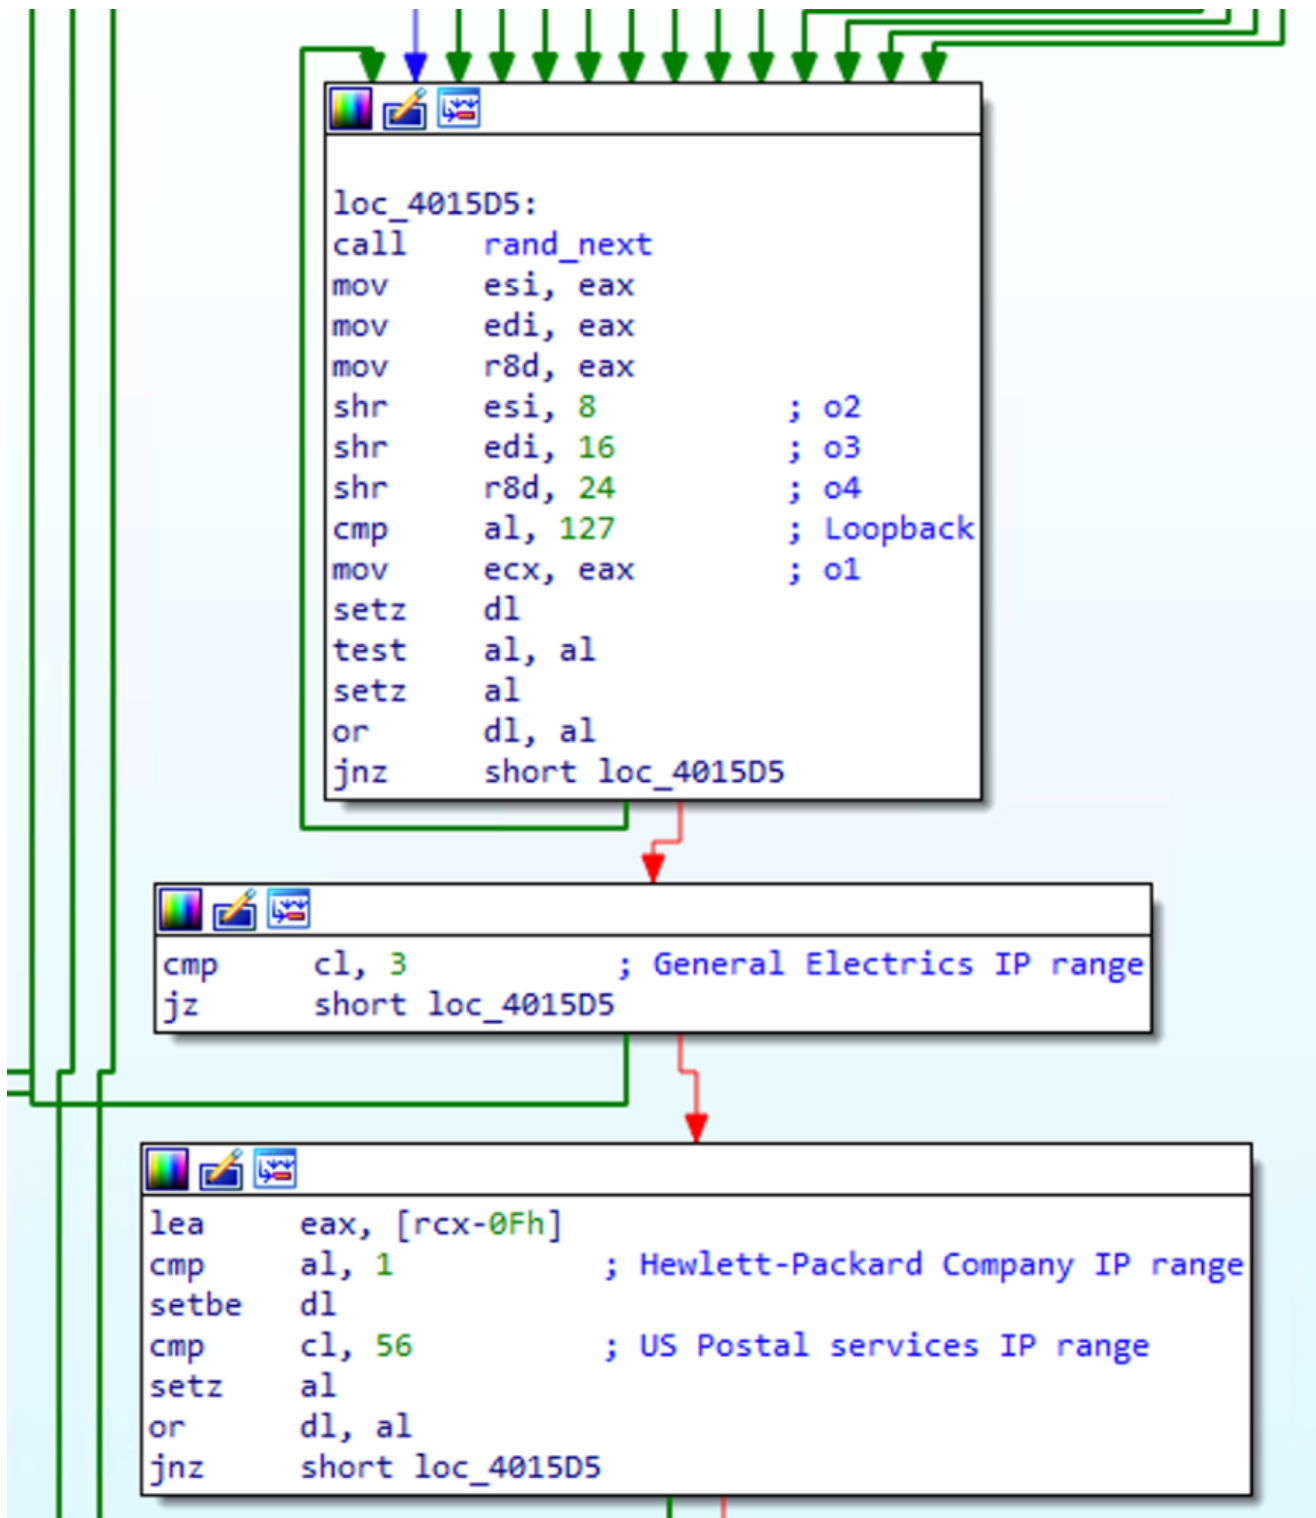 loc_4015D5:
call rand_next
mov esi, eax
mov edi, eax
mov r8d, eax
shr esi, 8 ; o2
shr edi, 16 ; o3
shr r8d, 24 ; o4
cmp al, 127 ; Loopback
mov ecx, eax ; o1
setz dl
test al, al
setz al
or dl, al
jnz short loc_4015D5
cmp cl, 3 ; General Electrics IP range
jz short loc_4015D5
lea eax, [rcx-0Fh]
cmp al, 1 ; Hewlett-Packard Company IP range
setbe dl
cmp cl, 56 ; US Postal services IP range
setz al
or dl, al
jnz short loc_4015D5